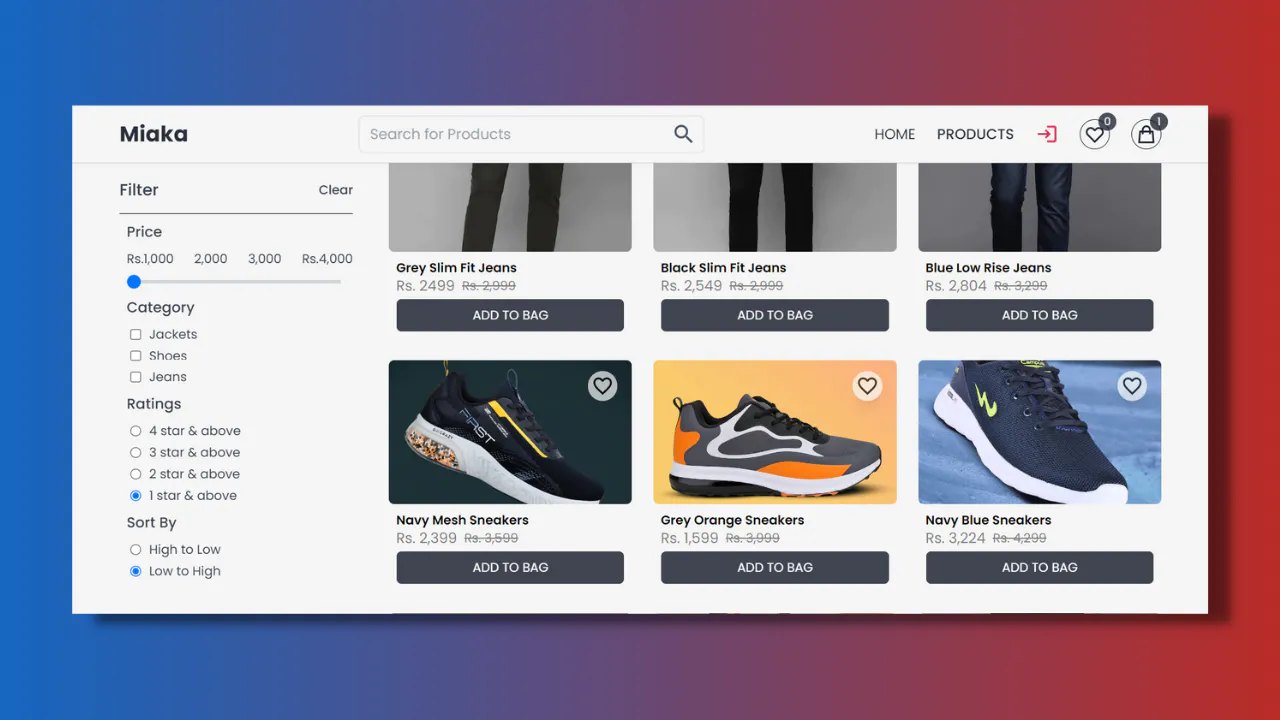 Miaka
Search for Products
HOME
PRODUCTS
0
1
Filter
Clear
Price
Rs.1,000 2,000 3,000 Rs.4,000
Category
Jackets
Shoes
Jeans
Ratings
4 star & above
3 star & above
2 star & above
1 star & above
Sort By
High to Low
Low to High
Grey Slim Fit Jeans
Rs. 2499 Rs. 2,999
ADD TO BAG
Black Slim Fit Jeans
Rs. 2,549 Rs. 2,999
ADD TO BAG
Blue Low Rise Jeans
Rs. 2,804 Rs. 3,299
ADD TO BAG
FIRST
Navy Mesh Sneakers
Rs. 2,399 Rs. 3,599
ADD TO BAG
Grey Orange Sneakers
Rs. 1,599 Rs. 3,999
ADD TO BAG
Navy Blue Sneakers
Rs. 3,224 Rs. 4,299
ADD TO BAG